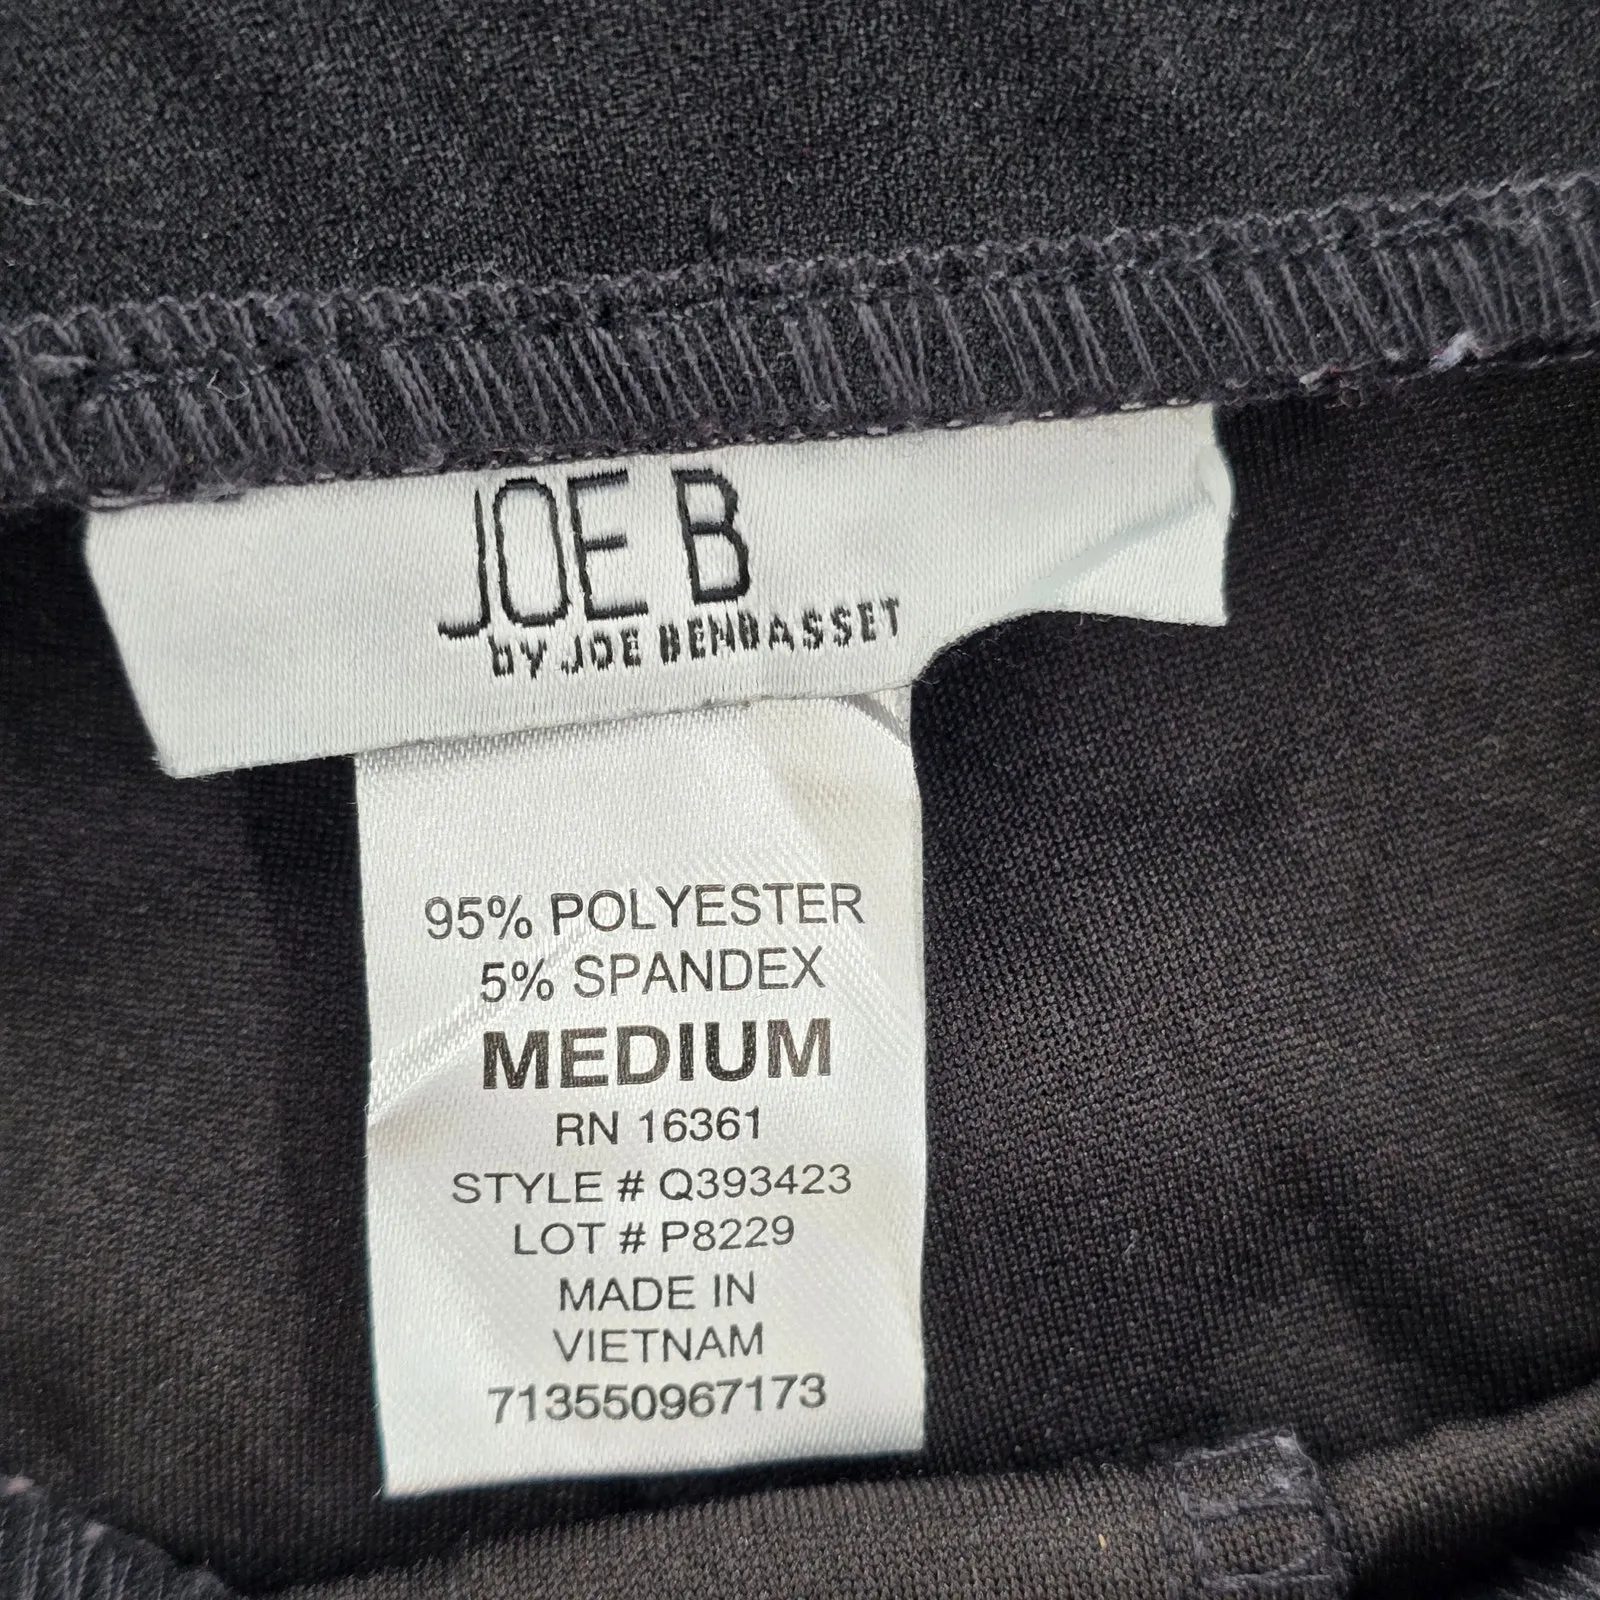 JOE B
by JOE BENBASSET
95% POLYESTER
5% SPANDEX
MEDIUM
RN 16361
STYLE # Q393423
LOT # P8229
MADE IN
VIETNAM
713550967173